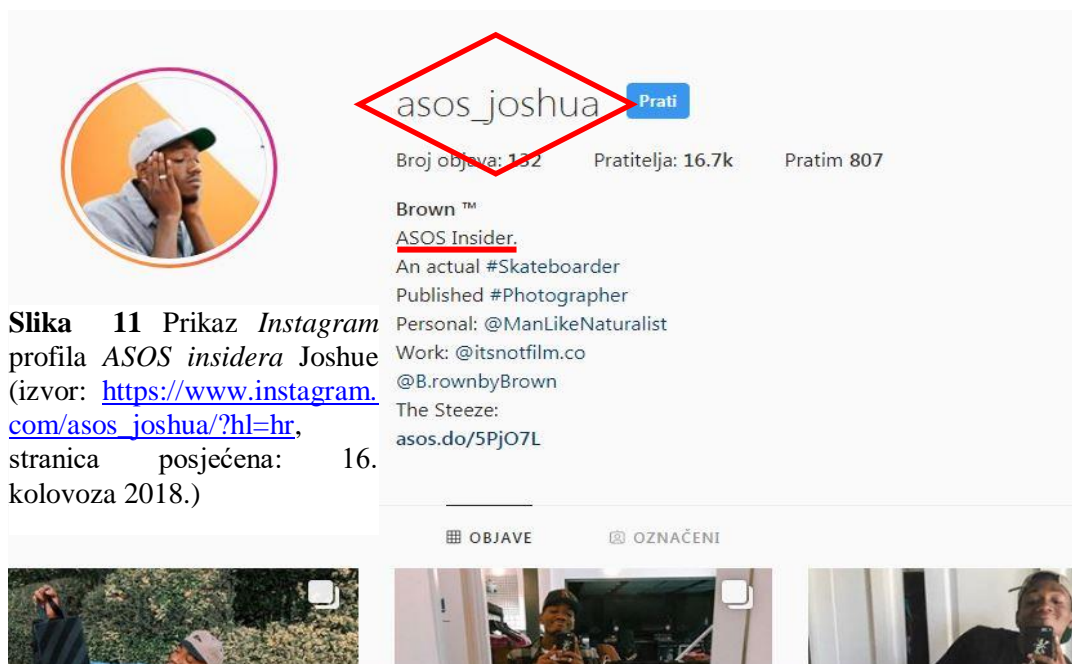 asos_joshua Prati
Broj objava: 132 Pratitelja: 16.7k Pratim 807
Brown ™
ASOS Insider.
An actual #Skateboarder
Published #Photographer
Personal: @ManLikeNaturalist
Work: @itsnotfilm.co
@B.rownbyBrown
The Steeze:
asos.do/5PjO7L
Slika 11 Prikaz Instagram
profila ASOS insidera Joshue
(izvor: https://www.instagram.
com/asos_joshua/?hl=hr,
stranica posjećena: 16.
kolovoza 2018.)
OBJAVE OZNAČENI